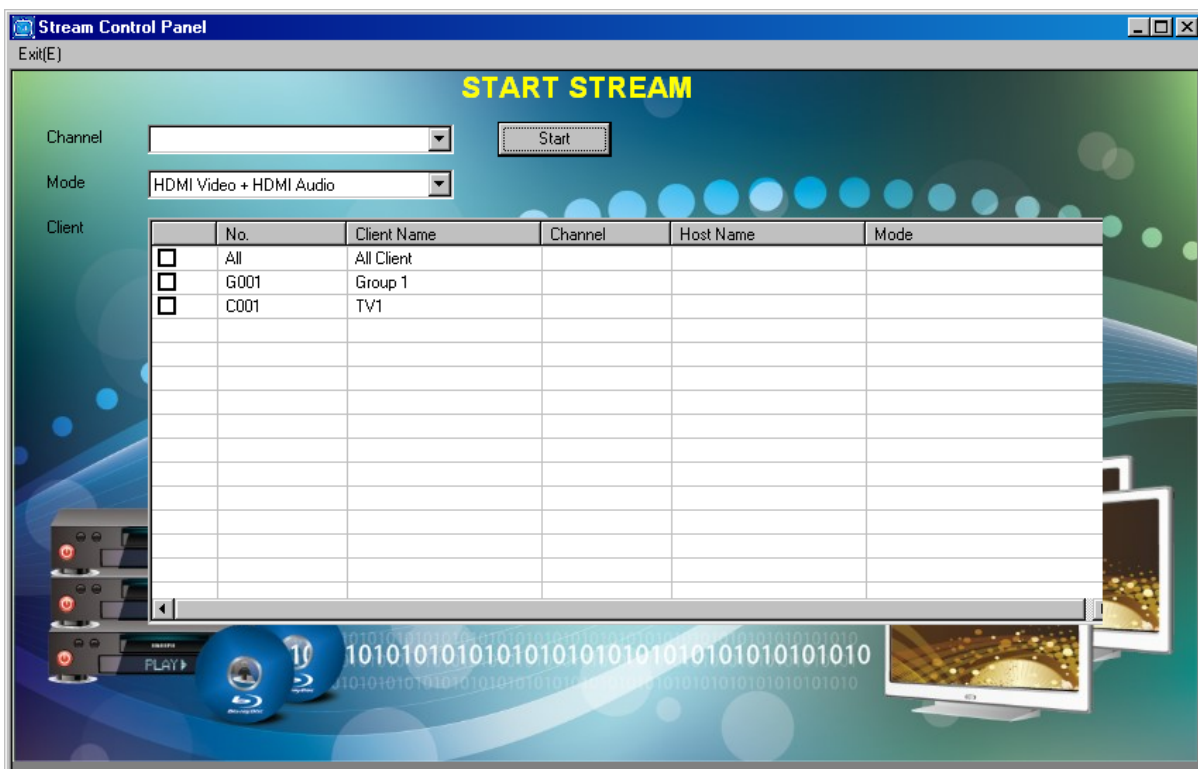 Stream Control Panel
Exit(E)
START STREAM
Channel
Start
Mode HDMI Video + HDMI Audio
Client
No. Client Name Channel Host Name Mode
All All Client
G001 Group 1
C001 TV1
PLAY
1010101010101010101010101010101010101010